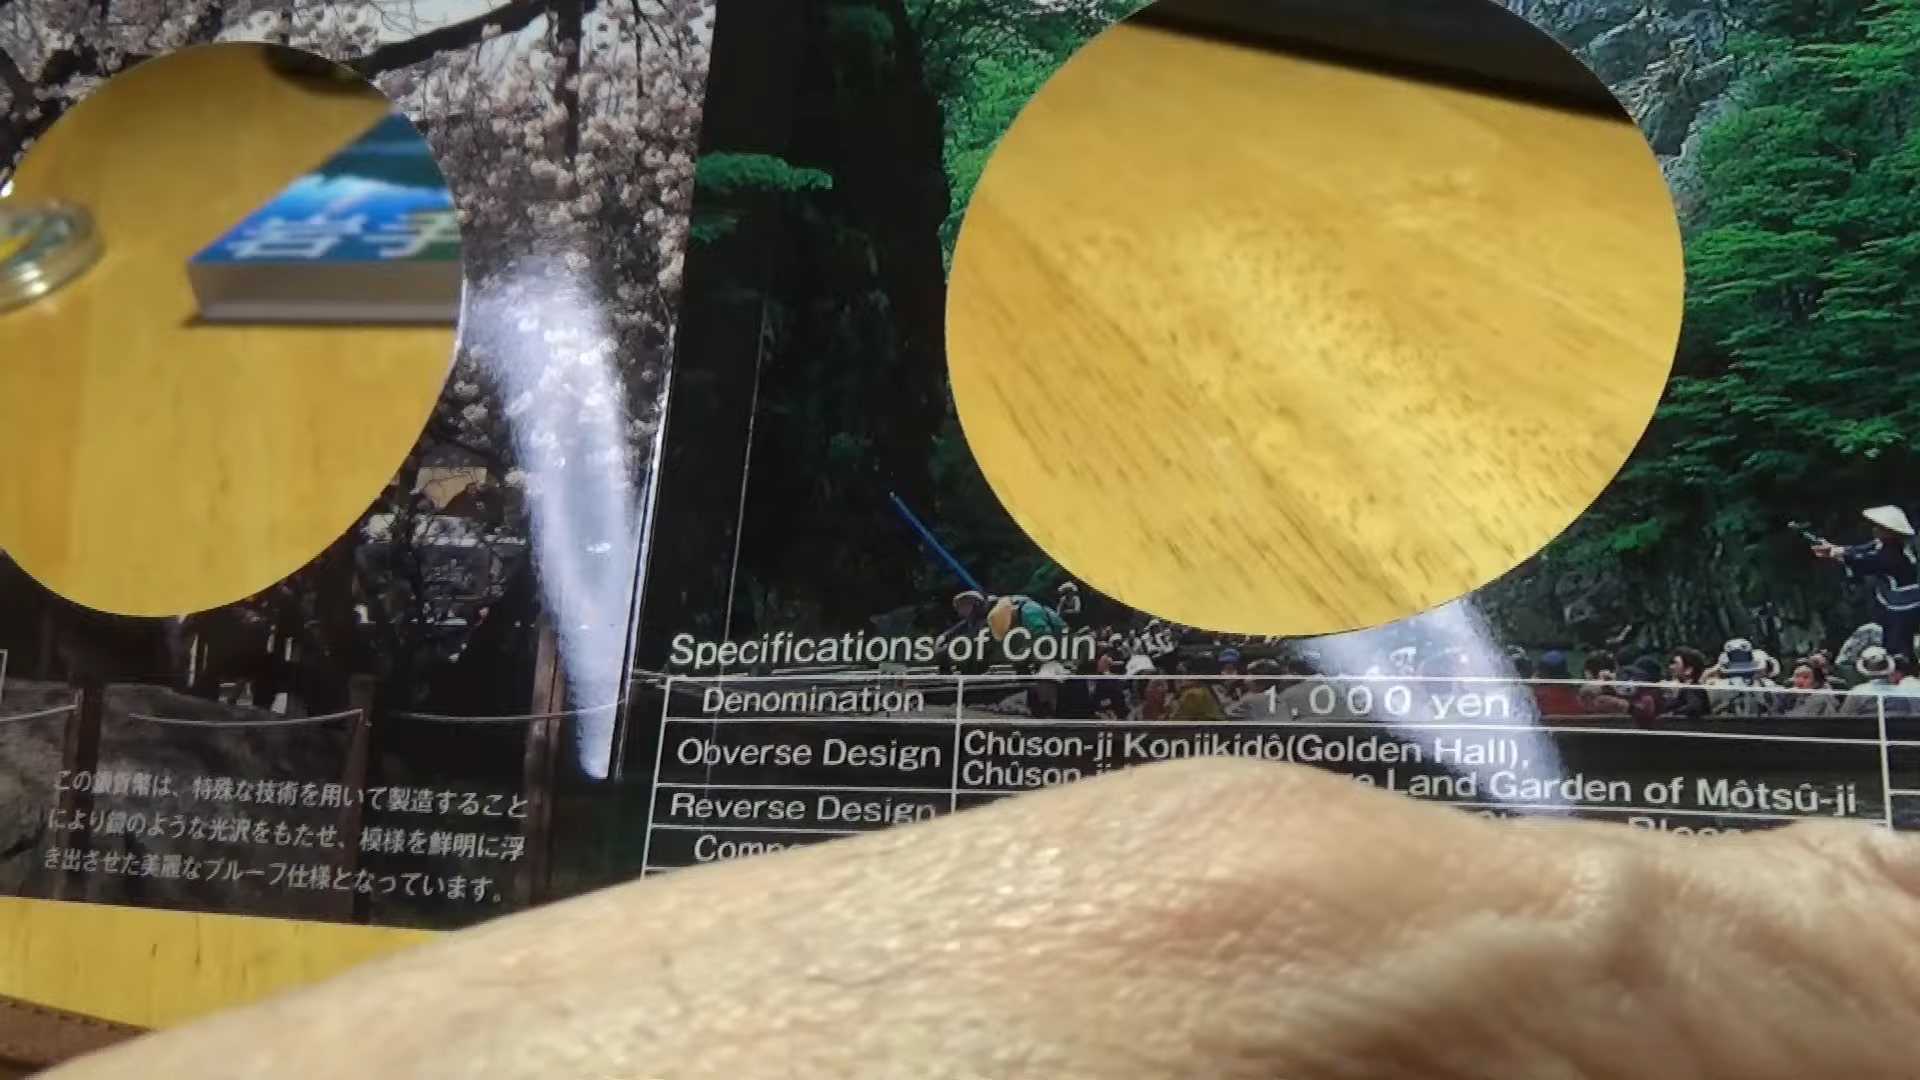 岩手
Specifications of Coin
Denomination 1,000 yen
Obverse Design Chûson-ji Konjikidô(Golden Hall),
Chûson Land Garden of Môtsû-ji
Reverse Design
この銀貨幣は、特殊な技術を用いて製造すること
により鏡のような光沢をもたせ、模様を鮮明に浮
き出させた美麗なプルーフ仕様となっています。